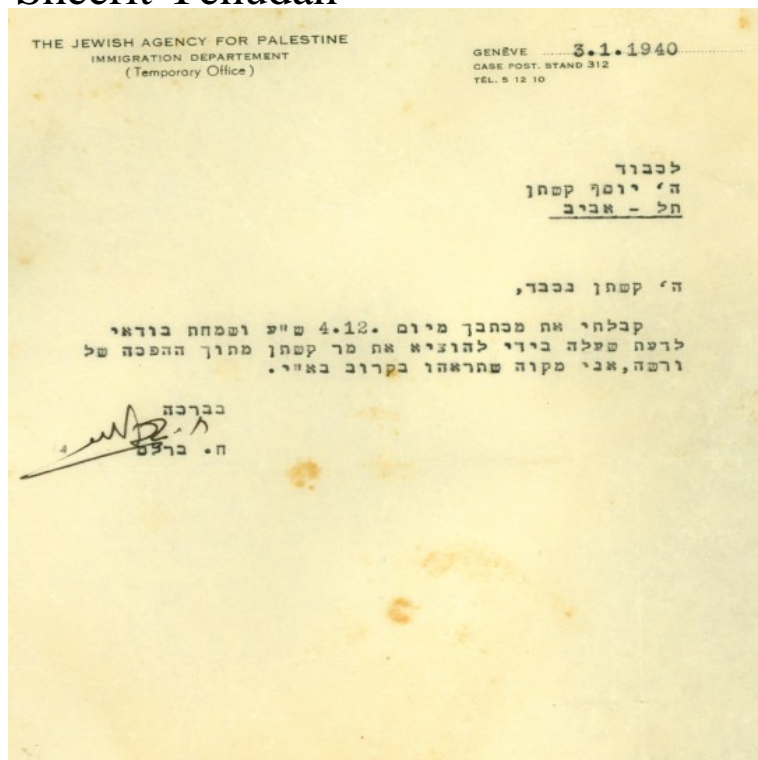 Sheerit Yehudah
THE JEWISH AGENCY FOR PALESTINE
IMMIGRATION DEPARTEMENT
(Temporary Office)
GENÈVE 3.1.1940
CASE POST. STAND 312
TÉL. 5 12 10
לכבוד
ה' יוסף קשתן
תל - אביב
ה' קשתן נכבד,
קבלתי את מכתבך מיום 4.12. ש"ע ושמחת בודאי
לדעת שעלה בידי להוציא את מר קשתן מתוך ההפכה של
ורשה,אני מקוה שתראהו בקרוב בא"י.
בברכה
ח. ברלס